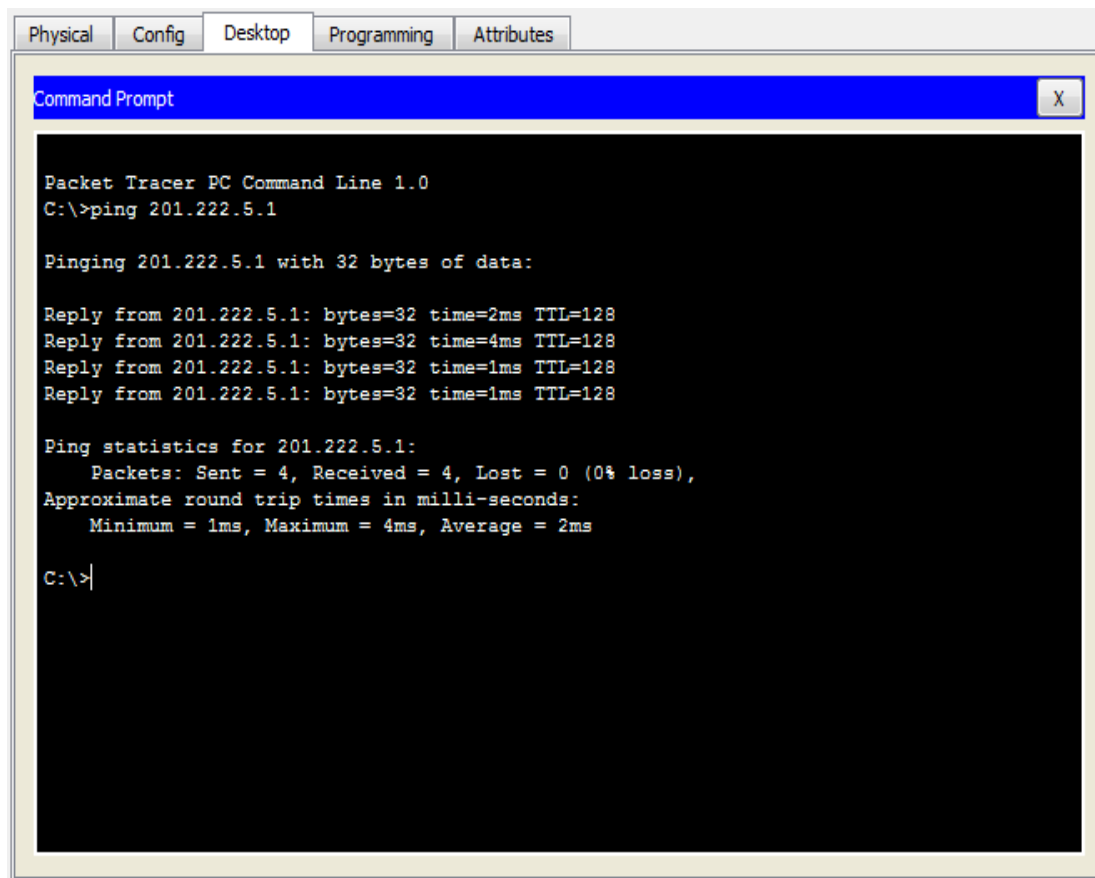 Physical Config Desktop Programming Attributes
Command Prompt X
Packet Tracer PC Command Line 1.0
C:\>ping 201.222.5.1
Pinging 201.222.5.1 with 32 bytes of data:
Reply from 201.222.5.1: bytes=32 time=2ms TTL=128
Reply from 201.222.5.1: bytes=32 time=4ms TTL=128
Reply from 201.222.5.1: bytes=32 time=1ms TTL=128
Reply from 201.222.5.1: bytes=32 time=1ms TTL=128
Ping statistics for 201.222.5.1:
    Packets: Sent = 4, Received = 4, Lost = 0 (0% loss),
Approximate round trip times in milli-seconds:
    Minimum = 1ms, Maximum = 4ms, Average = 2ms
C:\>